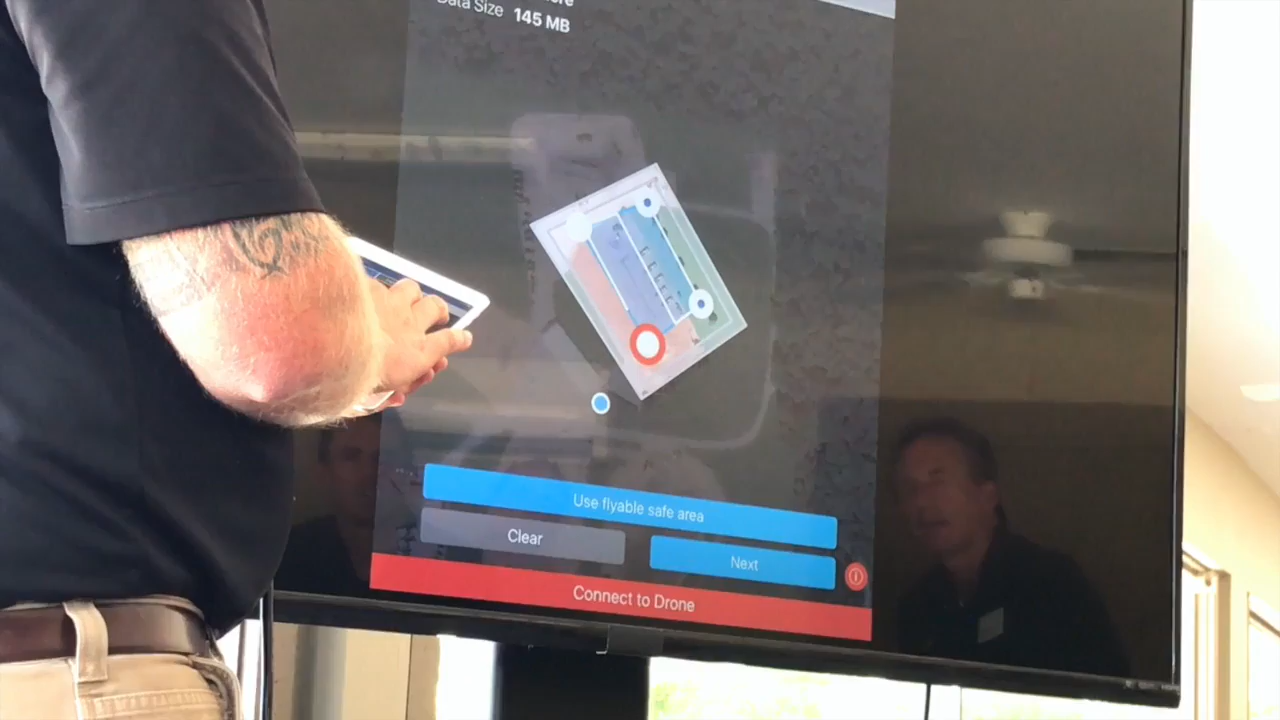 Data Size 145 MB
Use flyable safe area
Clear
Next
Connect to Drone